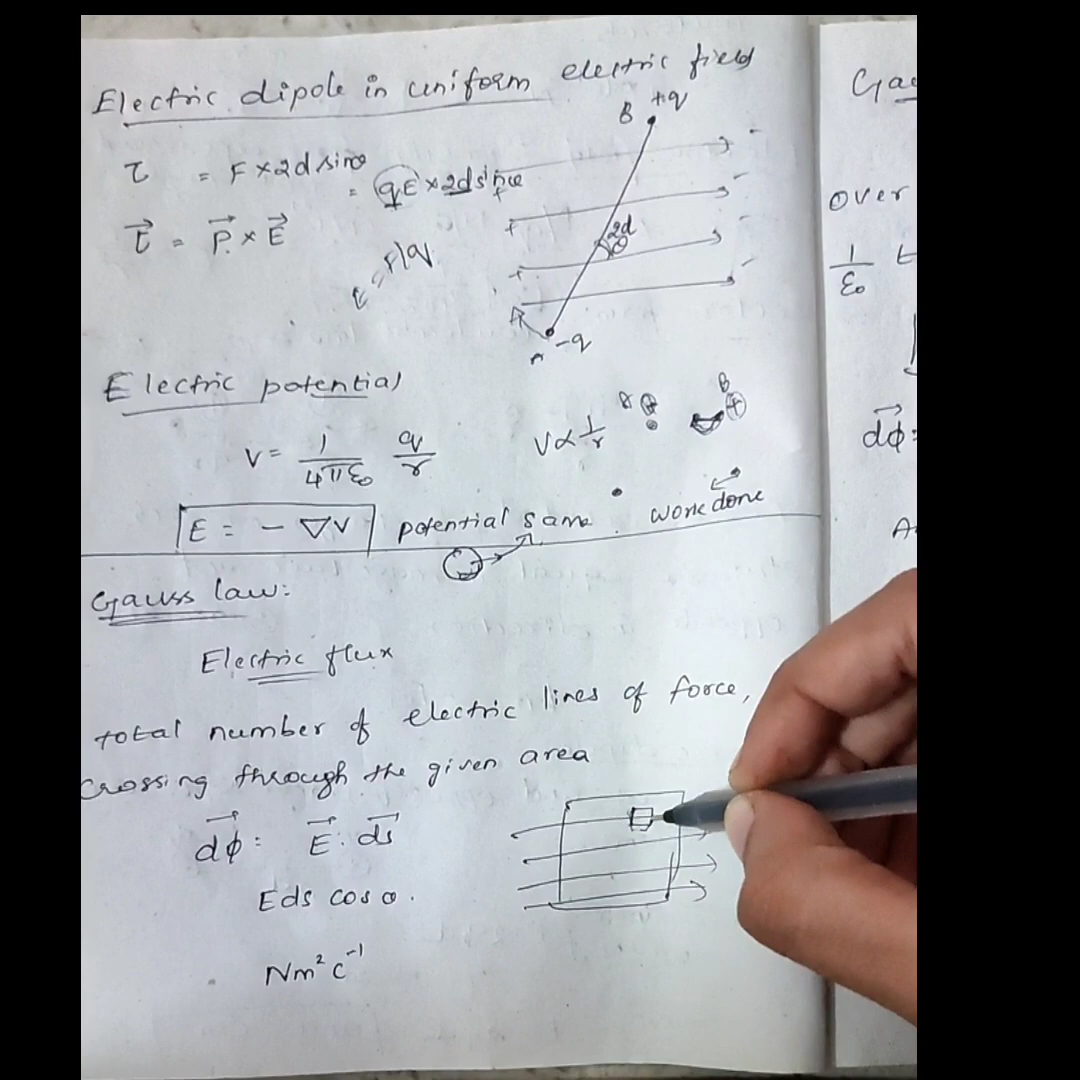 Electric dipole in uniform electric field
B +q
τ = F × 2d sinθ
= qE × 2d sinθ
τ⃗ = P⃗ × E⃗
E = F/q
2d
θ
A -q
Electric potential
V = 1/4πε₀ q/r
V ∝ 1/r
A +
B +
E = - ∇V potential same work done
Gauss law:
Electric flux
total number of electric lines of force,
crossing through the given area
dϕ⃗ = E⃗ . ds⃗
Eds cosθ.
Nm² C⁻¹
Gau
over
1/ε₀ t
dϕ⃗ =
A